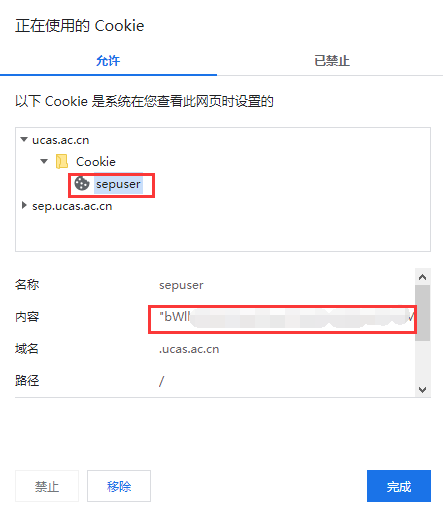 正在使用的 Cookie
允许 已禁止
以下 Cookie 是系统在您查看此网页时设置的
ucas.ac.cn
Cookie
sepuser
sep.ucas.ac.cn
名称 sepuser
内容
域名 .ucas.ac.cn
路径 /
禁止 移除 完成